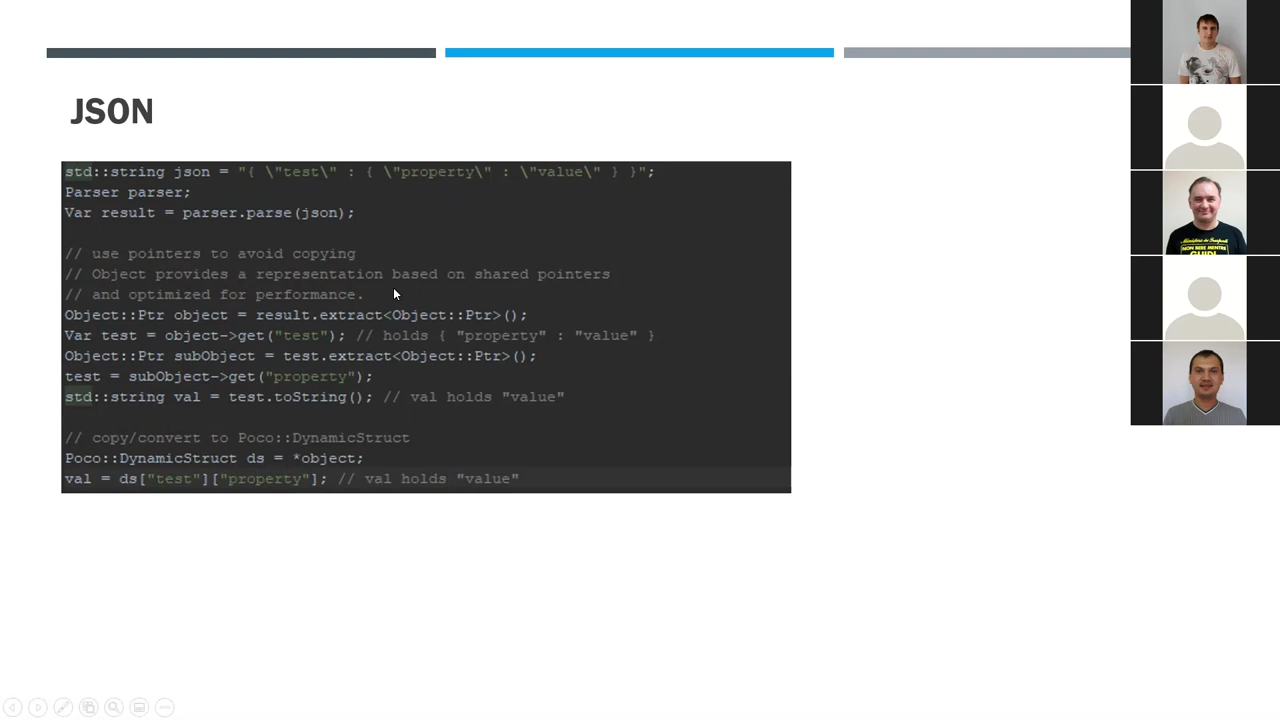 JSON
std::string json = "{ \"test\" : { \"property\" : \"value\" } }";
Parser parser;
Var result = parser.parse(json);
// use pointers to avoid copying
// Object provides a representation based on shared pointers
// and optimized for performance.
Object::Ptr object = result.extract<Object::Ptr>();
Var test = object->get("test"); // holds { "property" : "value" }
Object::Ptr subObject = test.extract<Object::Ptr>();
test = subObject->get("property");
std::string val = test.toString(); // val holds "value"
// copy/convert to Poco::DynamicStruct
Poco::DynamicStruct ds = *object;
val = ds["test"]["property"]; // val holds "value"
NON BERE MENTRE
GUIDI